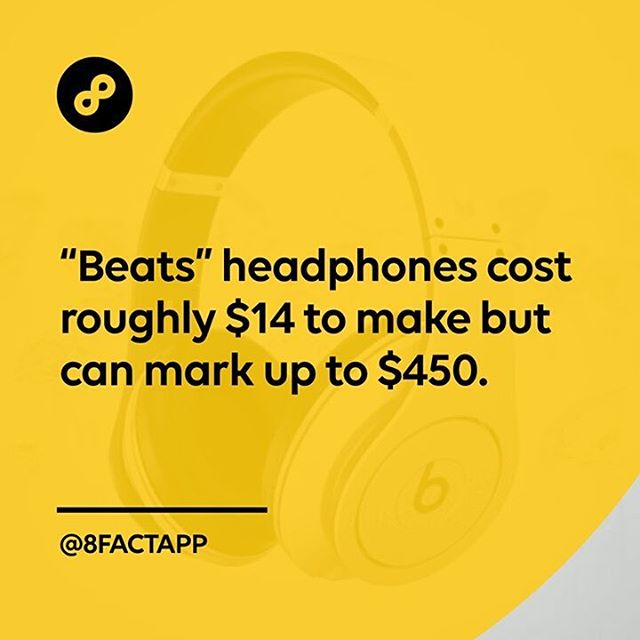 “Beats” headphones cost
roughly $14 to make but
can mark up to $450.
@8FACTAPP